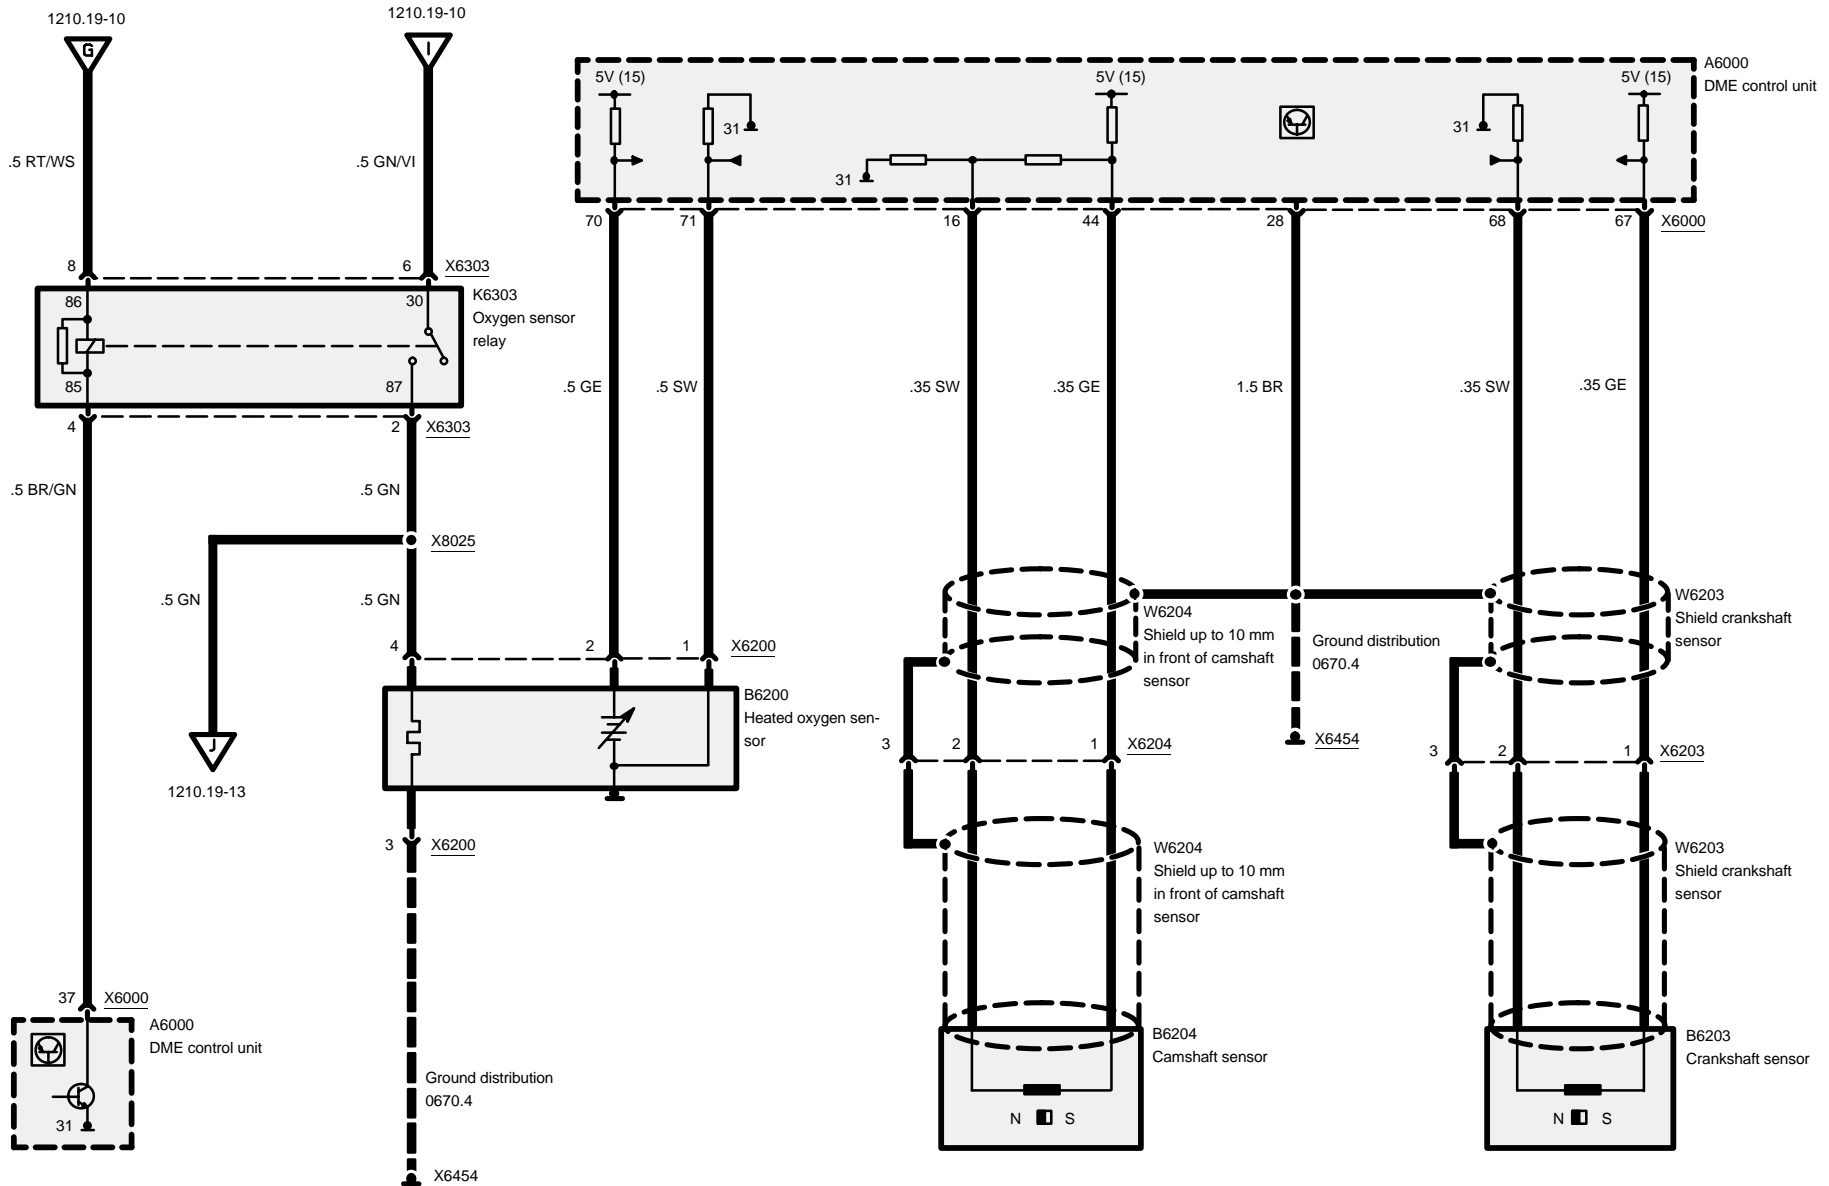 1210.19-10
1210.19-10
G
I
A6000
DME control unit
5V (15)
5V (15)
5V (15)
31
31
31
.5 RT/WS
.5 GN/VI
70
71
16
44
28
68
67
X6000
8
6
X6303
86
30
K6303
Oxygen sensor
relay
85
87
4
2
X6303
.5 GE
.5 SW
.35 SW
.35 GE
1.5 BR
.35 SW
.35 GE
.5 BR/GN
.5 GN
X8025
.5 GN
.5 GN
W6204
Shield up to 10 mm
in front of camshaft
sensor
Ground distribution
0670.4
W6203
Shield crankshaft
sensor
4
2
1
X6200
B6200
Heated oxygen sen-
sor
J
1210.19-13
3
2
1
X6204
X6454
3
2
1
X6203
3
X6200
W6204
Shield up to 10 mm
in front of camshaft
sensor
W6203
Shield crankshaft
sensor
37
X6000
A6000
DME control unit
31
Ground distribution
0670.4
X6454
B6204
Camshaft sensor
N
S
B6203
Crankshaft sensor
N
S